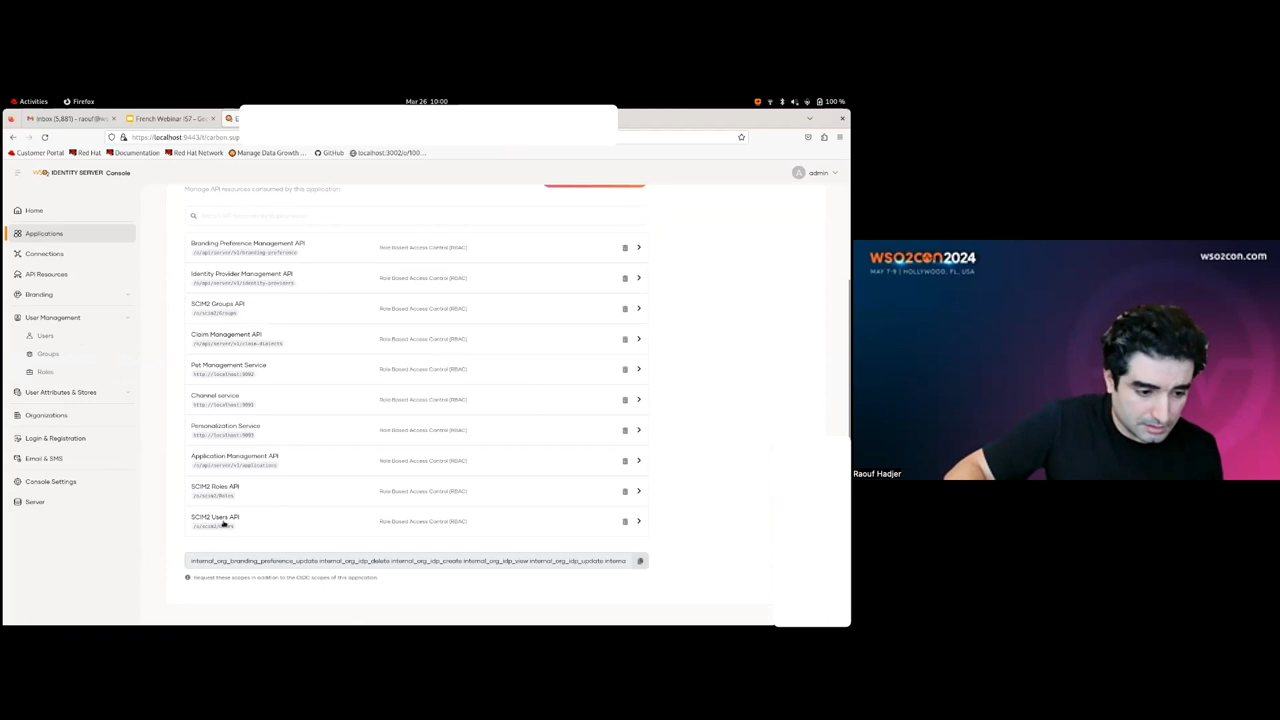 Activities
Firefox
Mar 26 10:00
100 %
Inbox (5,881) - raouf@ws
French Webinar IS7 - Go
E
https://localhost:9443/t/carbon.sup
Customer Portal
Red Hat
Documentation
Red Hat Network
Manage Data Growth ...
GitHub
localhost:3002/o/100...
WSO2 IDENTITY SERVER Console
A admin
Home
Applications
Connections
API Resources
Branding
User Management
Users
Groups
Roles
User Attributes & Stores
Organizations
Login & Registration
Email & SMS
Console Settings
Server
Manage API resources consumed by this application.
Branding Preference Management API
Role Based Access Control (RBAC)
/o/api/server/v1/branding-preference
Identity Provider Management API
Role Based Access Control (RBAC)
/o/api/server/v1/identity-providers
SCIM2 Groups API
Role Based Access Control (RBAC)
/o/scim2/Groups
Claim Management API
Role Based Access Control (RBAC)
/o/api/server/v1/claim-dialects
Pet Management Service
Role Based Access Control (RBAC)
http://localhost:9092
Channel service
Role Based Access Control (RBAC)
http://localhost:9091
Personalization Service
Role Based Access Control (RBAC)
http://localhost:9093
Application Management API
Role Based Access Control (RBAC)
/o/api/server/v1/applications
SCIM2 Roles API
Role Based Access Control (RBAC)
/o/scim2/Roles
SCIM2 Users API
Role Based Access Control (RBAC)
/o/scim2/Users
internal_org_branding_preference_update internal_org_idp_delete internal_org_idp_create internal_org_idp_view internal_org_idp_update interna
Request these scopes in addition to the OIDC scopes of this application.
WSO2CON2024
MAY 7-9 | HOLLYWOOD, FL, USA
wso2con.com
Raouf Hadjer